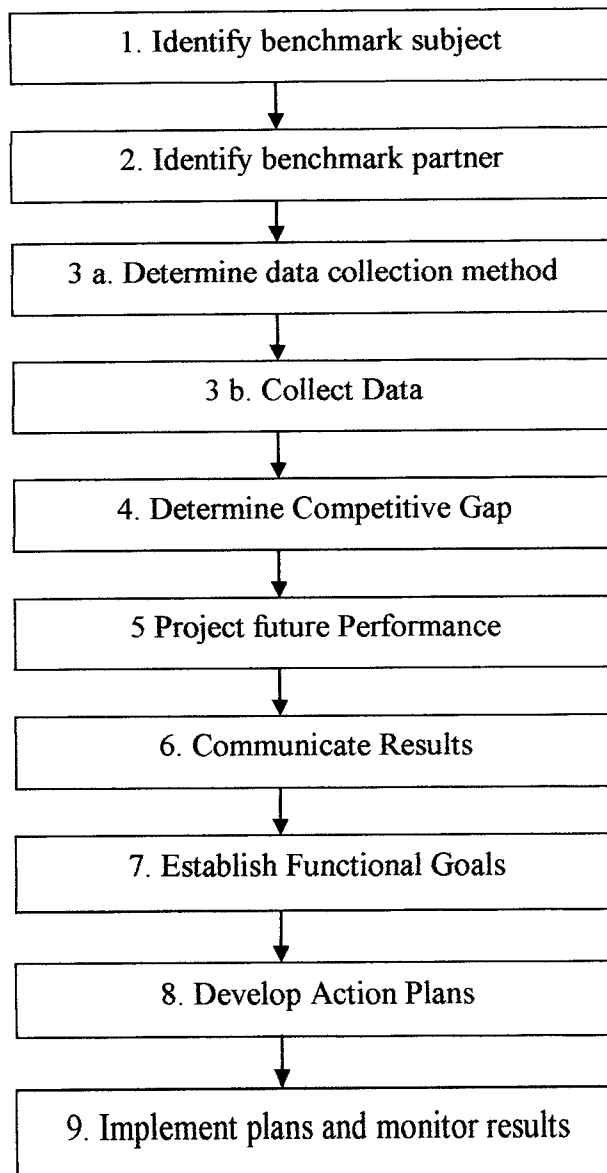 1. Identify benchmark subject
2. Identify benchmark partner
3 a. Determine data collection method
3 b. Collect Data
4. Determine Competitive Gap
5 Project future Performance
6. Communicate Results
7. Establish Functional Goals
8. Develop Action Plans
9. Implement plans and monitor results